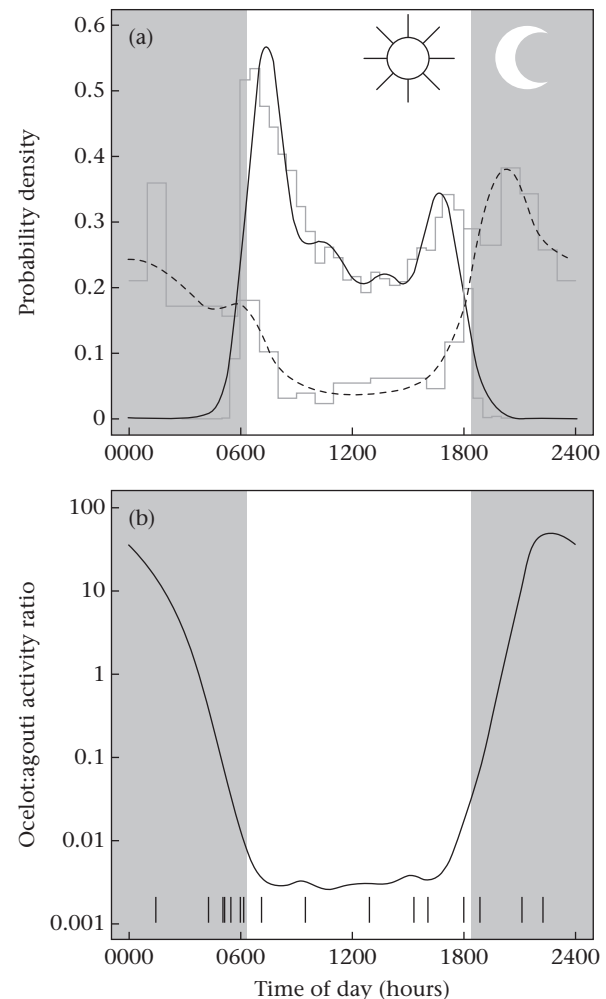 (a)
Probability density
0.6
0.5
0.4
0.3
0.2
0.1
0
0000 0600 1200 1800 2400
(b)
Ocelot:agouti activity ratio
100
10
1
0.1
0.01
0.001
0000 0600 1200 1800 2400
Time of day (hours)